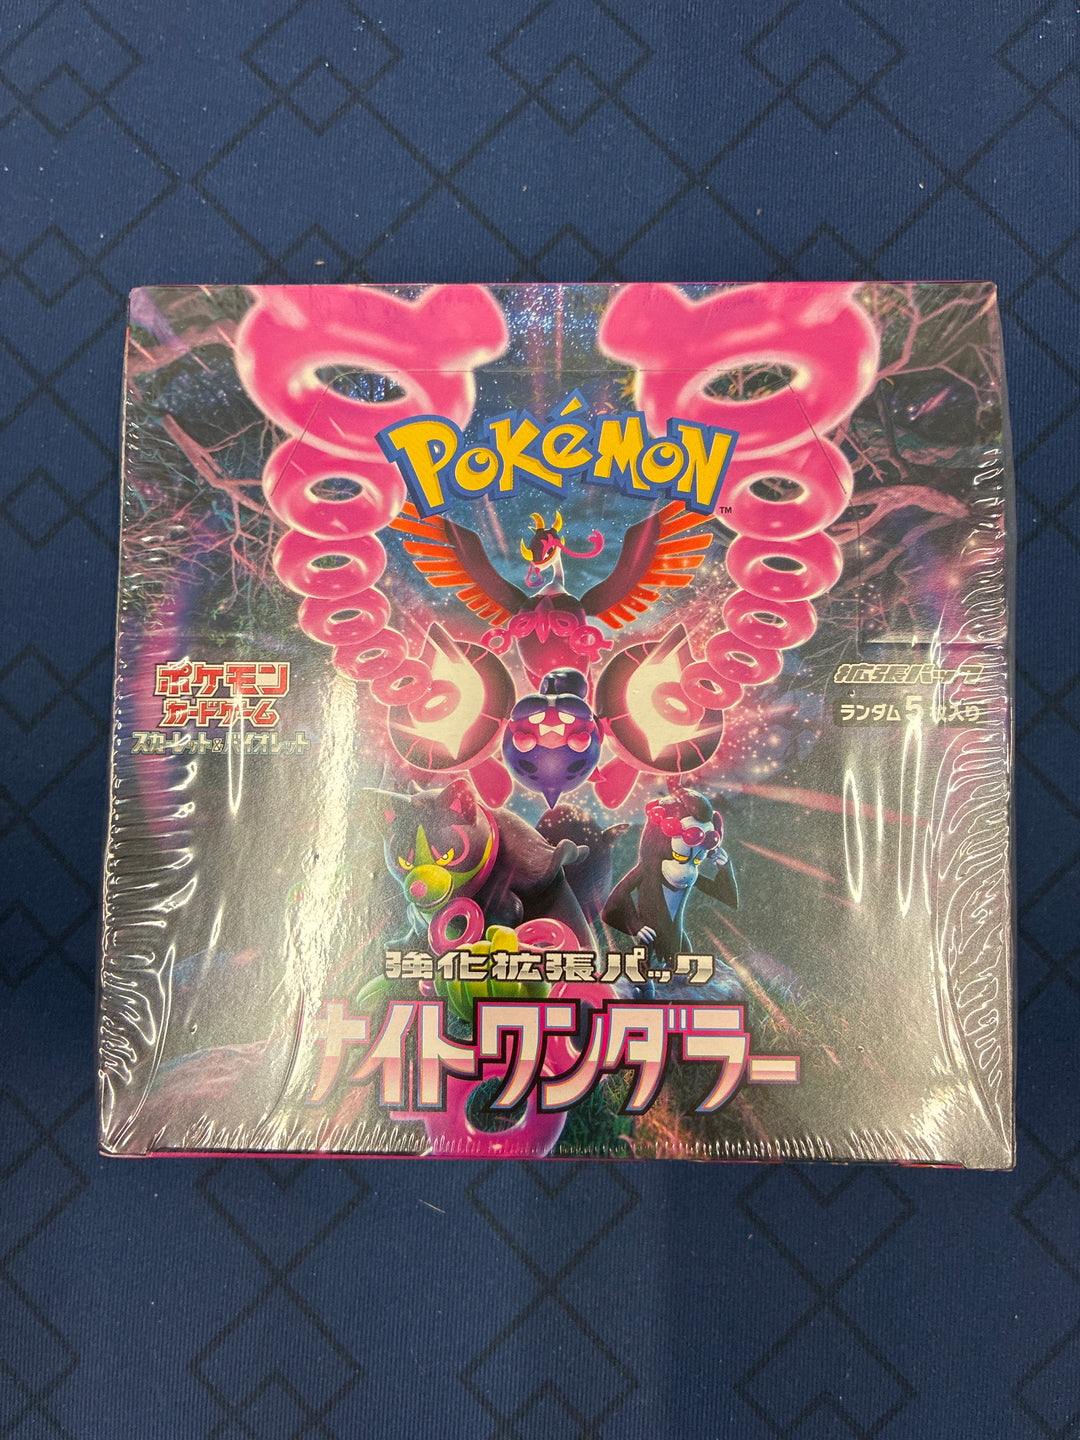 POKéMON
TM
ポケモン
カードゲーム
スカーレット&バイオレット
拡張パック
ランダム5枚入り
強化拡張パック
ナイトワンダラー